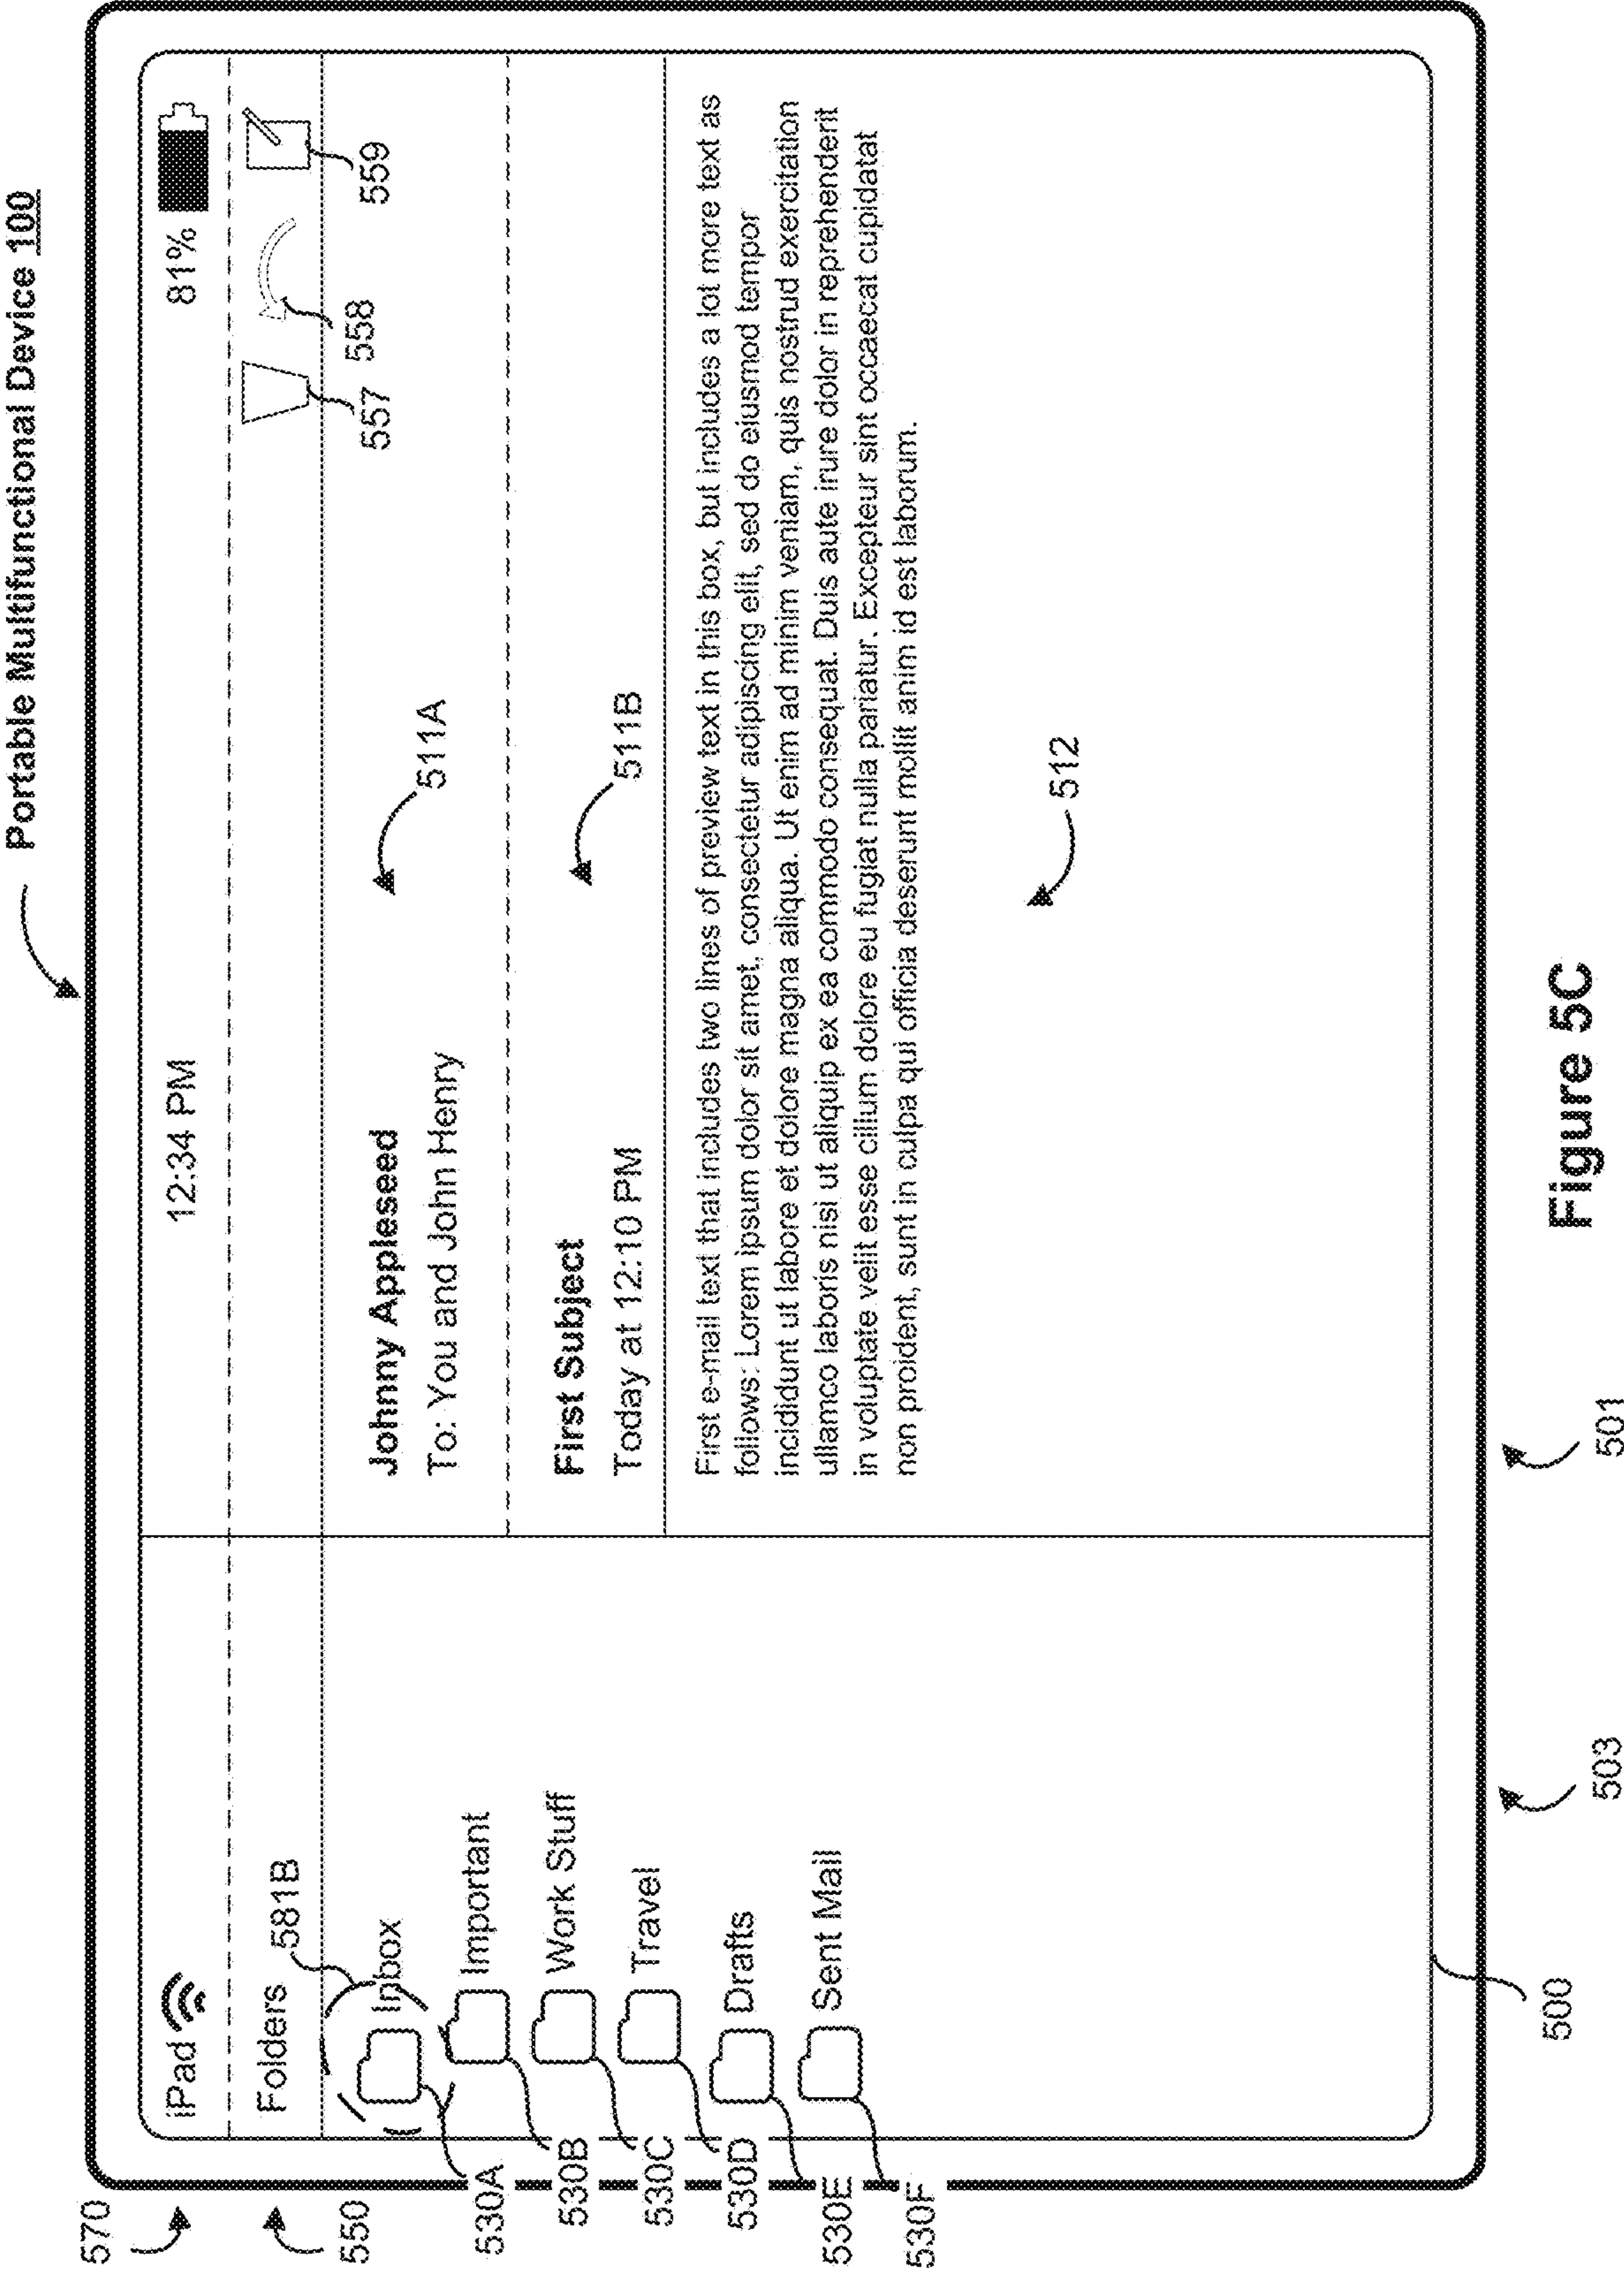 Portable Multifunctional Device 100
570
iPad
12:34 PM
81%
550
Folders
581B
557
558
559
530A
Inbox
530B
Important
530C
Work Stuff
530D
Travel
530E
Drafts
530F
Sent Mail
Johnny Appleseed
To: You and John Henry
511A
First Subject
Today at 12:10 PM
511B
First e-mail text that includes two lines of preview text in this box, but includes a lot more text as
follows: Lorem ipsum dolor sit amet, consectetur adipiscing elit, sed do eiusmod tempor
incididunt ut labore et dolore magna aliqua. Ut enim ad minim veniam, quis nostrud exercitation
ullamco laboris nisi ut aliquip ex ea commodo consequat. Duis aute irure dolor in reprehenderit
in voluptate velit esse cillum dolore eu fugiat nulla pariatur. Excepteur sint occaecat cupidatat
non proident, sunt in culpa qui officia deserunt mollit anim id est laborum.
512
500
503
501
Figure 5C